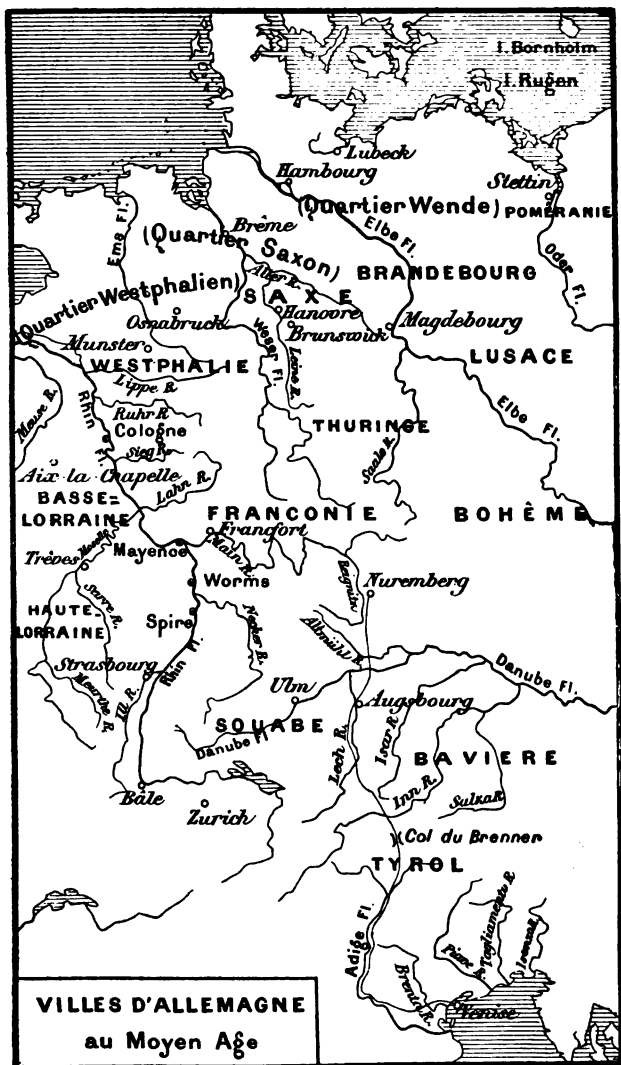 I. Bornholm
I. Rugen
Lubeck
Hambourg
Stettin
(Quartier Wende)
POMERANIE
Ems Fl.
Brême
Elbe Fl.
(Quartier Saxon)
Oder Fl.
Aller R.
BRANDEBOURG
(Quartier Westphalien)
SAXE
Osnabruck
Hanovre
Brunswick
Magdebourg
Munster
Weser Fl.
LUSACE
WESTPHALIE
Leine R.
Lippe R.
Meuse R.
Rhin Fl.
Ruhr R.
Elbe Fl.
Cologne
THURINGE
Sieg R.
Saale R.
Aix la Chapelle
Lahn R.
BASSE=
LORRAINE
FRANCONIE
BOHÊME
Francfort
Mayence
Main R.
Trèves
Moselle
Worms
Regnitz
Nuremberg
Sarre R.
HAUTE-
LORRAINE
Spire
Necker R.
Altmühl R.
Strasbourg
Rhin Fl.
Danube Fl.
Meurthe R.
Ill. R.
Ulm
Augsbourg
SOUABE
Isar R.
Danube Fl.
Lech R.
BAVIERE
Bâle
Inn R.
Sulza R.
Zurich
Col du Brenner
TYROL
Adige Fl.
Piave
Tagliamento R.
Isonzo R.
Brenta R.
Venise
VILLES D'ALLEMAGNE
au Moyen Age